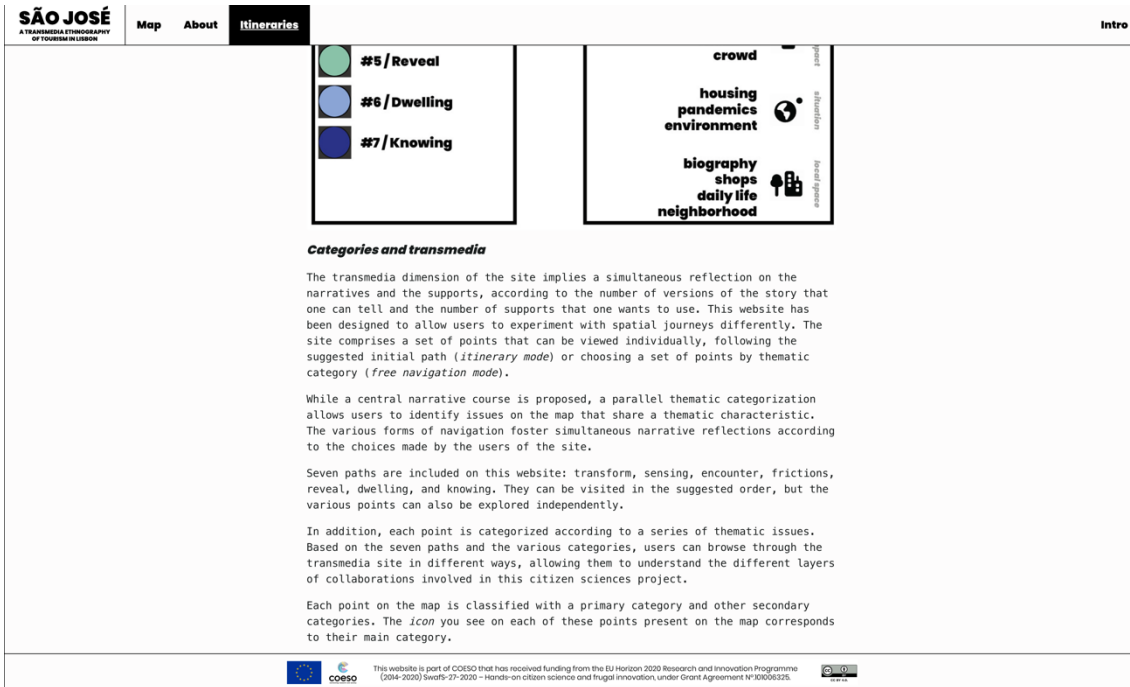 SÃO JOSÉ
A TRANSMEDIA ETHNOGRAPHY
OF TOURISM IN LISBON
Map
About
Itineraries
Intro
#5/Reveal
#6/Dwelling
#7/Knowing
crowd
housing
pandemics
environment
situation
biography
shops
daily life
neighborhood
local space
Categories and transmedia
The transmedia dimension of the site implies a simultaneous reflection on the
narratives and the supports, according to the number of versions of the story that
one can tell and the number of supports that one wants to use. This website has
been designed to allow users to experiment with spatial journeys differently. The
site comprises a set of points that can be viewed individually, following the
suggested initial path (itinerary mode) or choosing a set of points by thematic
category (free navigation mode).
While a central narrative course is proposed, a parallel thematic categorization
allows users to identify issues on the map that share a thematic characteristic.
The various forms of navigation foster simultaneous narrative reflections according
to the choices made by the users of the site.
Seven paths are included on this website: transform, sensing, encounter, frictions,
reveal, dwelling, and knowing. They can be visited in the suggested order, but the
various points can also be explored independently.
In addition, each point is categorized according to a series of thematic issues.
Based on the seven paths and the various categories, users can browse through the
transmedia site in different ways, allowing them to understand the different layers
of collaborations involved in this citizen sciences project.
Each point on the map is classified with a primary category and other secondary
categories. The icon you see on each of these points present on the map corresponds
to their main category.
coeso
This website is part of COESO that has received funding from the EU Horizon 2020 Research and Innovation Programme
(2014-2020) SwafS-27-2020 – Hands-on citizen science and frugal innovation, under Grant Agreement Nº.101006325.